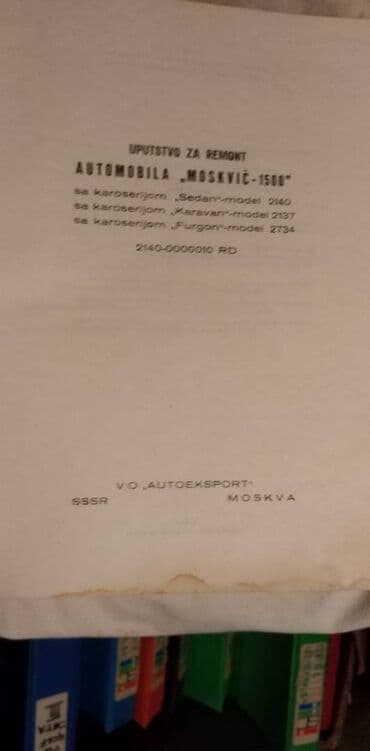 UPUTSTVO ZA REMONT
AUTOMOBILA „MOSKVIČ-1500"
sa karoserijom „Sedan"-model 2140
sa karoserijom „Karavan"-model 2137
sa karoserijom „Furgon"-model 2734
2140-0000010 RD
V O „AUTOEKSPORT"
SSSR MOSKVA